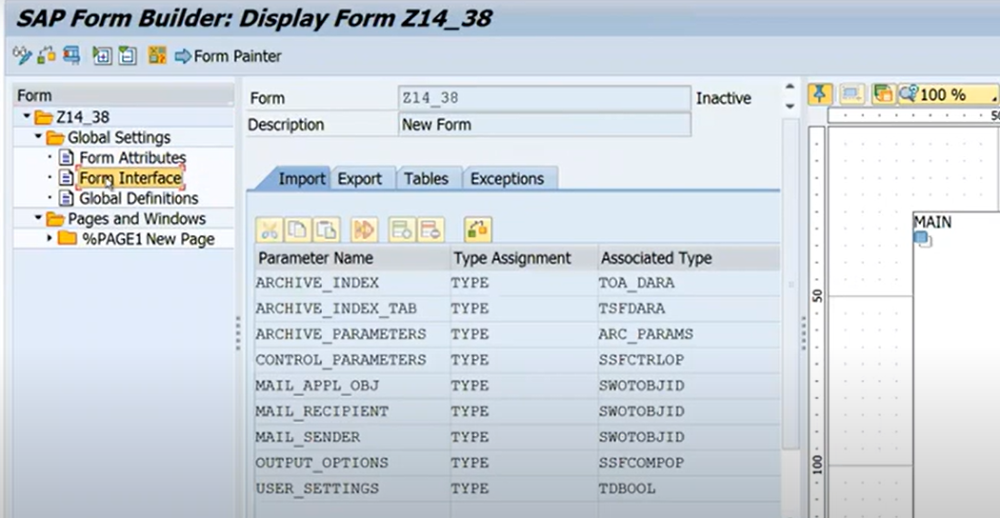 SAP Form Builder: Display Form Z14_38
Form Painter
Form
Z14_38
Global Settings
Form Attributes
Form Interface
Global Definitions
Pages and Windows
%PAGE1 New Page
Form Z14_38 Inactive
Description New Form
Import Export Tables Exceptions
Parameter Name Type Assignment Associated Type
ARCHIVE_INDEX TYPE TOA_DARA
ARCHIVE_INDEX_TAB TYPE TSFDARA
ARCHIVE_PARAMETERS TYPE ARC_PARAMS
CONTROL_PARAMETERS TYPE SSFCTRLOP
MAIL_APPL_OBJ TYPE SWOTOBJID
MAIL_RECIPIENT TYPE SWOTOBJID
MAIL_SENDER TYPE SWOTOBJID
OUTPUT_OPTIONS TYPE SSFCOMPOP
USER_SETTINGS TYPE TDBOOL
100 %
50
MAIN
50
100